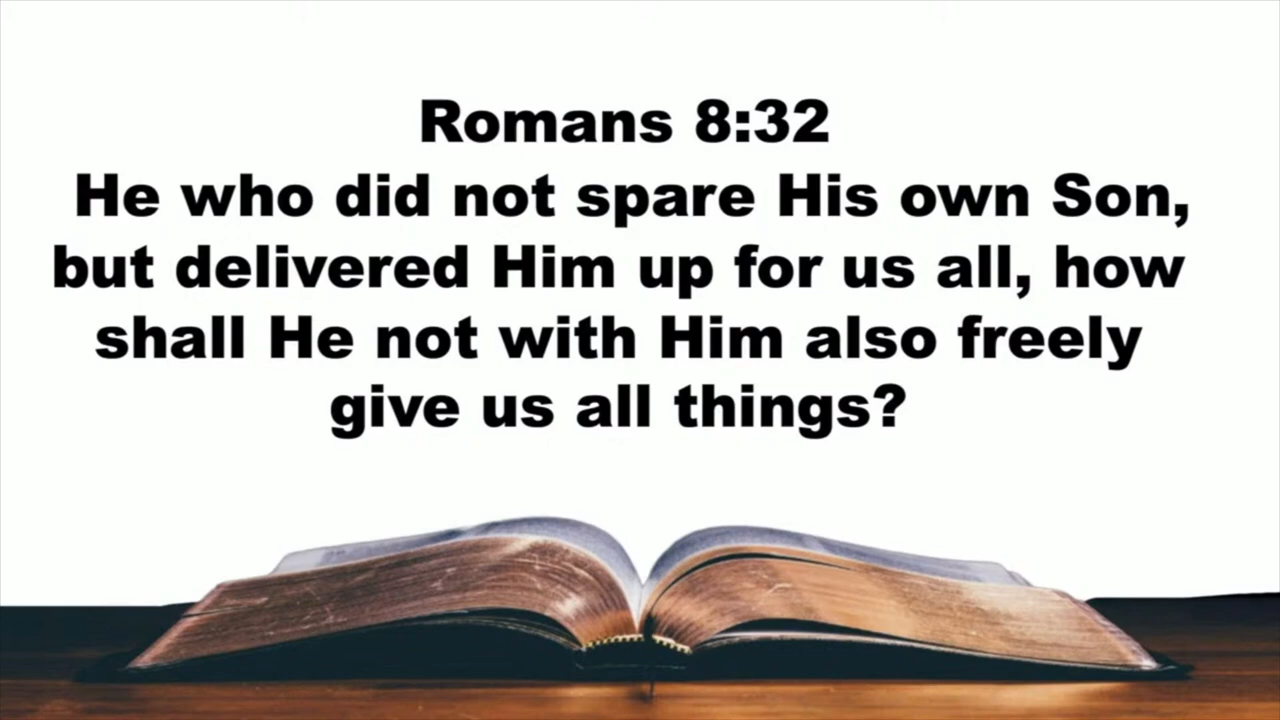 Romans 8:32
He who did not spare His own Son,
but delivered Him up for us all, how
shall He not with Him also freely
give us all things?